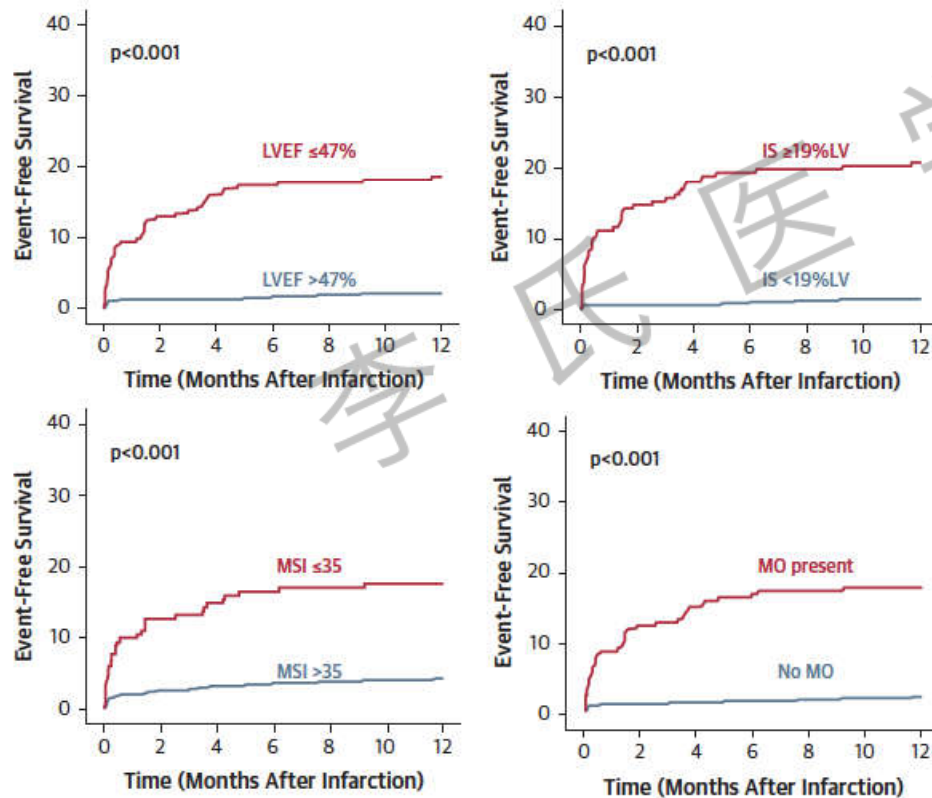 40
30
20
10
0
Event-Free Survival
p<0.001
LVEF ≤47%
LVEF >47%
0 2 4 6 8 10 12
Time (Months After Infarction)
40
30
20
10
0
Event-Free Survival
p<0.001
IS ≥19%LV
IS <19%LV
0 2 4 6 8 10 12
Time (Months After Infarction)
40
30
20
10
0
Event-Free Survival
p<0.001
MSI ≤35
MSI >35
0 2 4 6 8 10 12
Time (Months After Infarction)
40
30
20
10
0
Event-Free Survival
p<0.001
MO present
No MO
0 2 4 6 8 10 12
Time (Months After Infarction)
李氏医